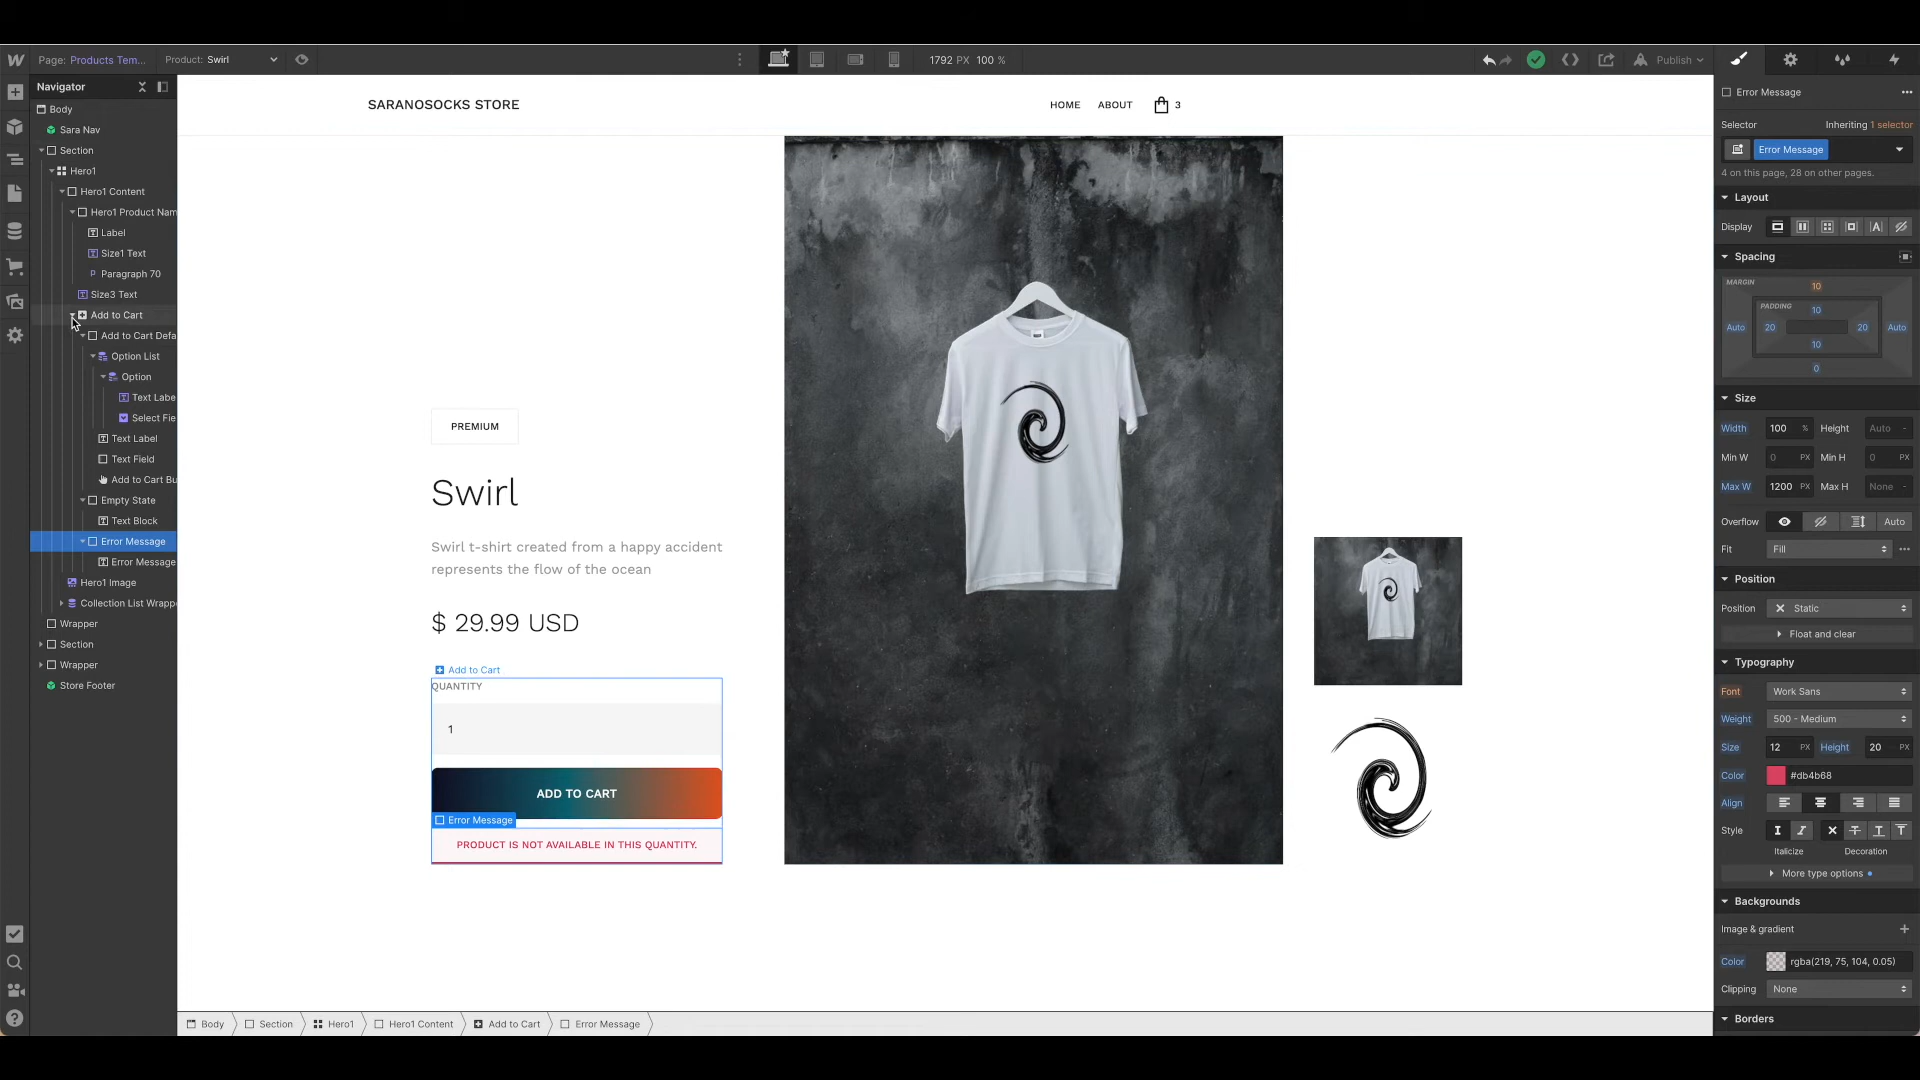 Page: Products Tem...
Product: Swirl
1792 PX 100 %
Publish
Navigator
Body
Sara Nav
Section
Hero1
Hero1 Content
Hero1 Product Nam
Label
Size1 Text
Paragraph 70
Size3 Text
Add to Cart
Add to Cart Defa
Option List
Option
Text Labe
Select Fie
Text Label
Text Field
Add to Cart Bu
Empty State
Text Block
Error Message
Error Message
Hero1 Image
Collection List Wrappe
Wrapper
Section
Wrapper
Store Footer
SARANOSOCKS STORE
HOME
ABOUT
3
PREMIUM
Swirl
Swirl t-shirt created from a happy accident
represents the flow of the ocean
$ 29.99 USD
Add to Cart
QUANTITY
1
ADD TO CART
Error Message
PRODUCT IS NOT AVAILABLE IN THIS QUANTITY.
Body
Section
Hero1
Hero1 Content
Add to Cart
Error Message
Error Message
Selector Inheriting 1 selector
Error Message
4 on this page, 28 on other pages.
Layout
Display
Spacing
MARGIN
10
PADDING
10
Auto 20 20 Auto
10
0
Size
Width 100 % Height Auto -
Min W 0 PX Min H 0 PX
Max W 1200 PX Max H None -
Overflow Auto
Fit Fill
Position
Position Static
Float and clear
Typography
Font Work Sans
Weight 500 - Medium
Size 12 PX Height 20 PX
Color #db4b68
Align
Style
Italicize Decoration
More type options
Backgrounds
Image & gradient
Color rgba(219, 75, 104, 0.05)
Clipping None
Borders